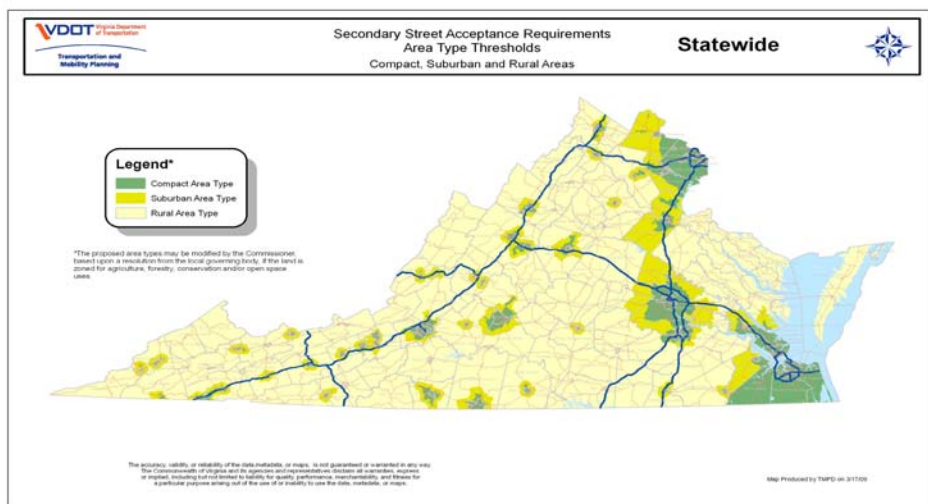 VDOT Virginia Department
of Transportation
Transportation and
Mobility Planning
Secondary Street Acceptance Requirements
Area Type Thresholds
Compact, Suburban and Rural Areas
Statewide
Legend*
Compact Area Type
Suburban Area Type
Rural Area Type
*The proposed area types may be modified by the Commissioner,
based upon a resolution from the local governing body, if the land is
zoned for agriculture, forestry, conservation and/or open space
uses.
The accuracy, validity, or reliability of the data, metadata, or maps, is not guaranteed or warranted in any way.
The Commonwealth of Virginia and its agencies and representatives disclaim all warranties, express
or implied, including but not limited to liability for quality, performance, merchantability, and fitness for
a particular purpose arising out of the use of or inability to use the data, metadata, or maps.
Map Produced by TMPD on 3/17/09